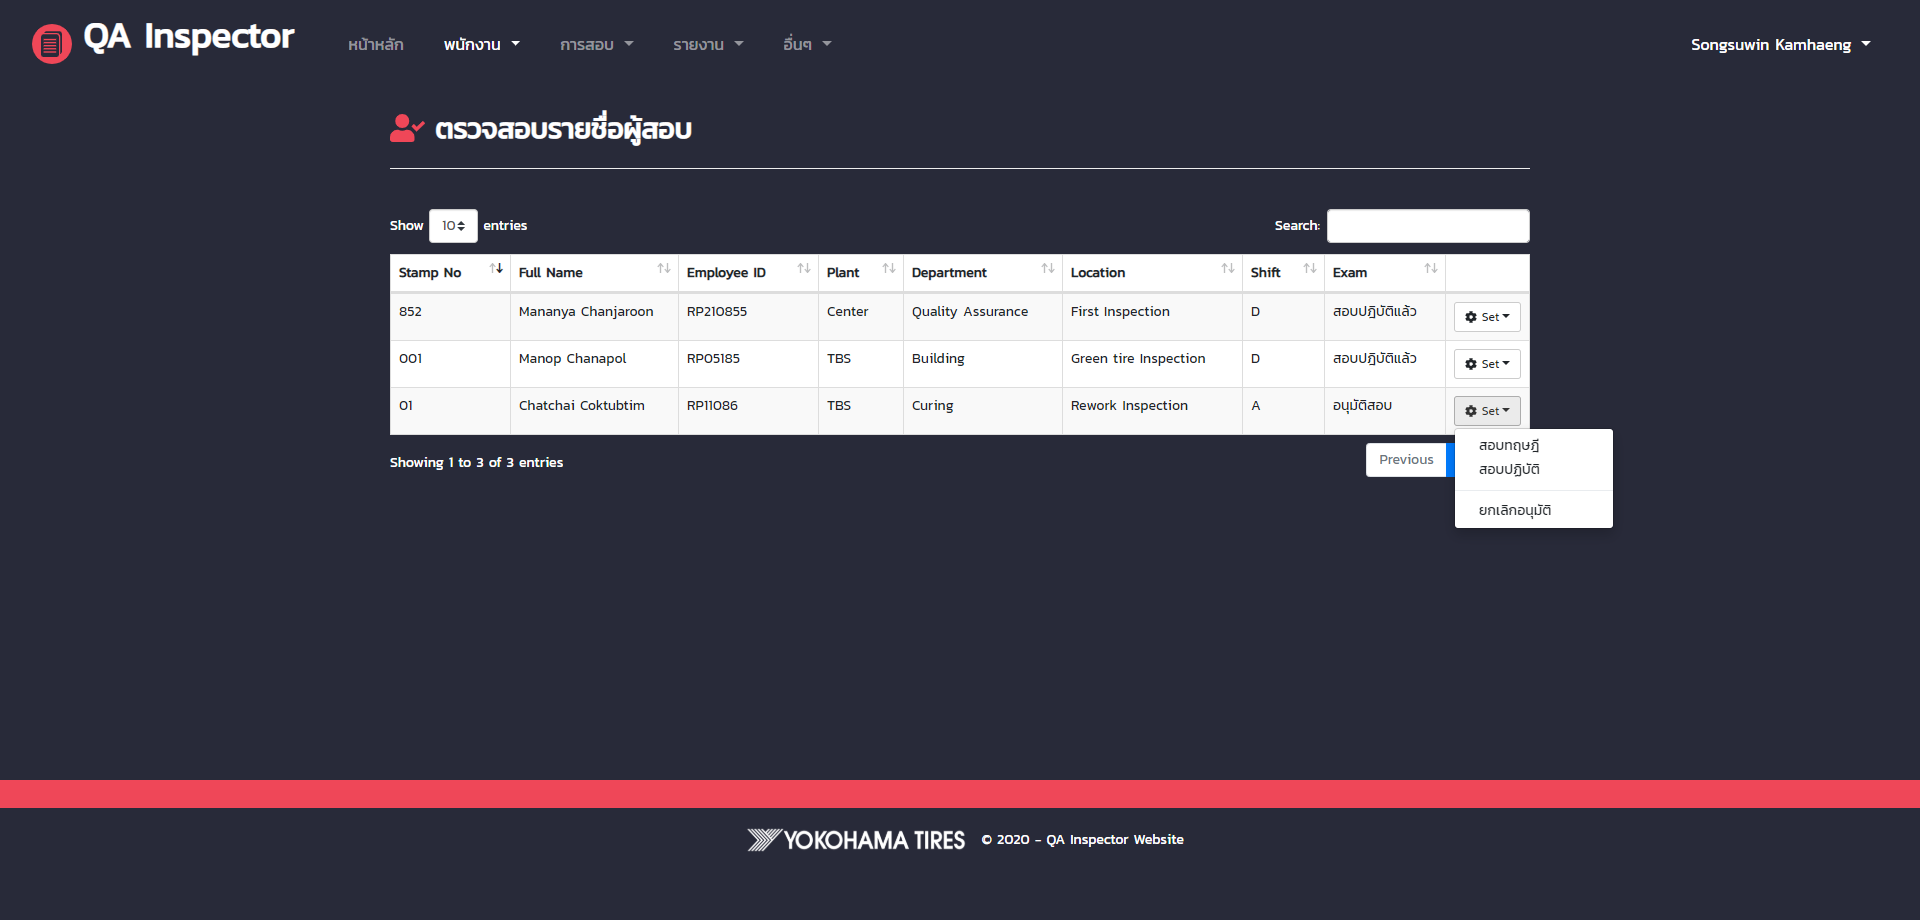 QA Inspector
หน้าหลัก พนักงาน การสอบ รายงาน อื่นๆ Songsuwin Kamhaeng
ตรวจสอบรายชื่อผู้สอบ
Show 10 entries Search:
Stamp No Full Name Employee ID Plant Department Location Shift Exam
852 Mananya Chanjaroon RP210855 Center Quality Assurance First Inspection D สอบปฎิบัติแล้ว Set
001 Manop Chanapol RP05185 TBS Building Green tire Inspection D สอบปฎิบัติแล้ว Set
01 Chatchai Coktubtim RP11086 TBS Curing Rework Inspection A อนุมัติสอบ Set
Showing 1 to 3 of 3 entries Previous
สอบทฤษฎี
สอบปฏิบัติ
ยกเลิกอนุมัติ
YOKOHAMA TIRES © 2020 - QA Inspector Website